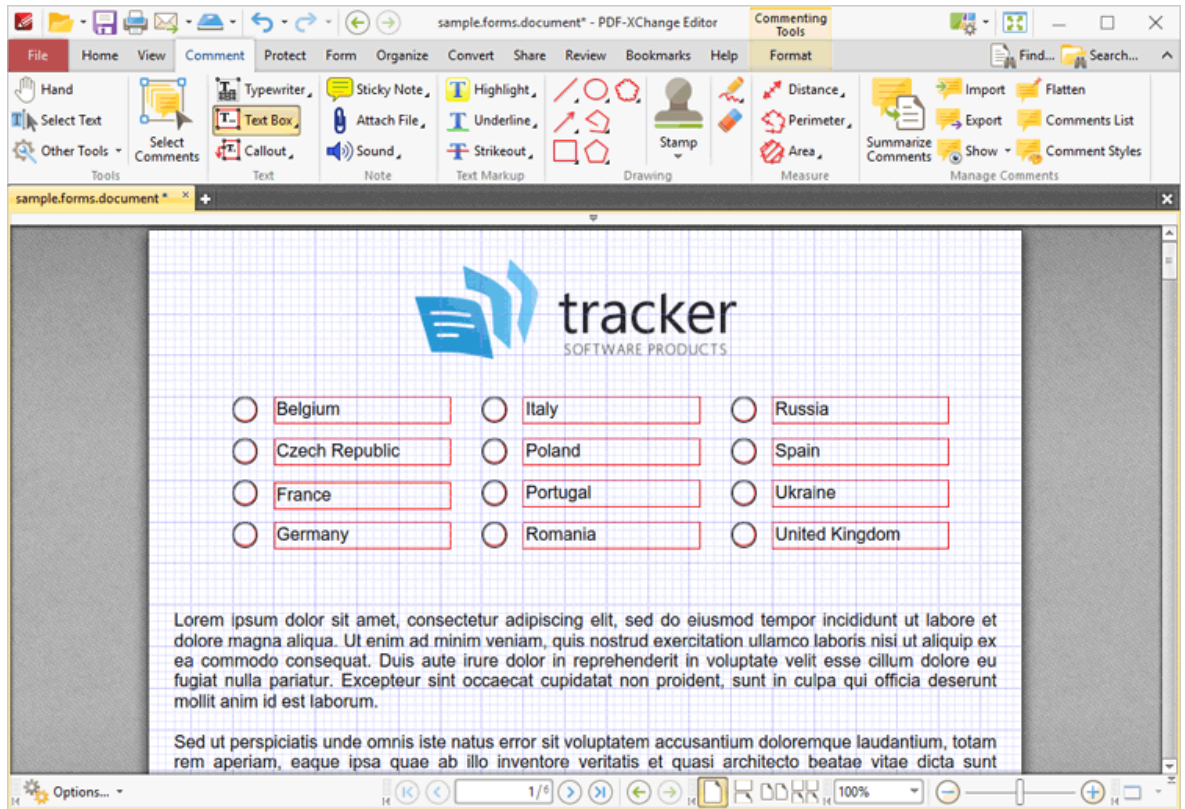 sample.forms.document* - PDF-XChange Editor
Commenting Tools
File Home View Comment Protect Form Organize Convert Share Review Bookmarks Help Format Find... Search...
Hand Typewriter Sticky Note Highlight Distance Import Flatten
Select Text Text Box Attach File Underline Perimeter Export Comments List
Other Tools Select Comments Callout Sound Strikeout Stamp Area Summarize Comments Show Comment Styles
Tools Text Note Text Markup Drawing Measure Manage Comments
sample.forms.document *
tracker
SOFTWARE PRODUCTS
Belgium Italy Russia
Czech Republic Poland Spain
France Portugal Ukraine
Germany Romania United Kingdom
Lorem ipsum dolor sit amet, consectetur adipiscing elit, sed do eiusmod tempor incididunt ut labore et
dolore magna aliqua. Ut enim ad minim veniam, quis nostrud exercitation ullamco laboris nisi ut aliquip ex
ea commodo consequat. Duis aute irure dolor in reprehenderit in voluptate velit esse cillum dolore eu
fugiat nulla pariatur. Excepteur sint occaecat cupidatat non proident, sunt in culpa qui officia deserunt
mollit anim id est laborum.
Sed ut perspiciatis unde omnis iste natus error sit voluptatem accusantium doloremque laudantium, totam
rem aperiam, eaque ipsa quae ab illo inventore veritatis et quasi architecto beatae vitae dicta sunt
Options... 1/6 100%